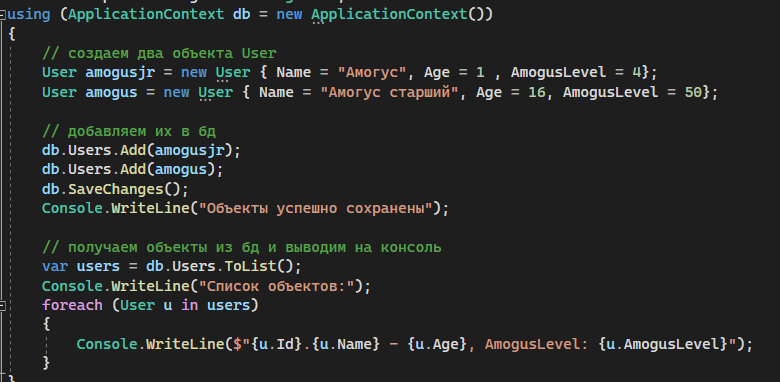 using (ApplicationContext db = new ApplicationContext())
{
    // создаем два объекта User
    User amogusjr = new User { Name = "Амогус", Age = 1 , AmogusLevel = 4};
    User amogus = new User { Name = "Амогус старший", Age = 16, AmogusLevel = 50};

    // добавляем их в бд
    db.Users.Add(amogusjr);
    db.Users.Add(amogus);
    db.SaveChanges();
    Console.WriteLine("Объекты успешно сохранены");

    // получаем объекты из бд и выводим на консоль
    var users = db.Users.ToList();
    Console.WriteLine("Список объектов:");
    foreach (User u in users)
    {
        Console.WriteLine($"{u.Id}.{u.Name} - {u.Age}, AmogusLevel: {u.AmogusLevel}");
    }
}